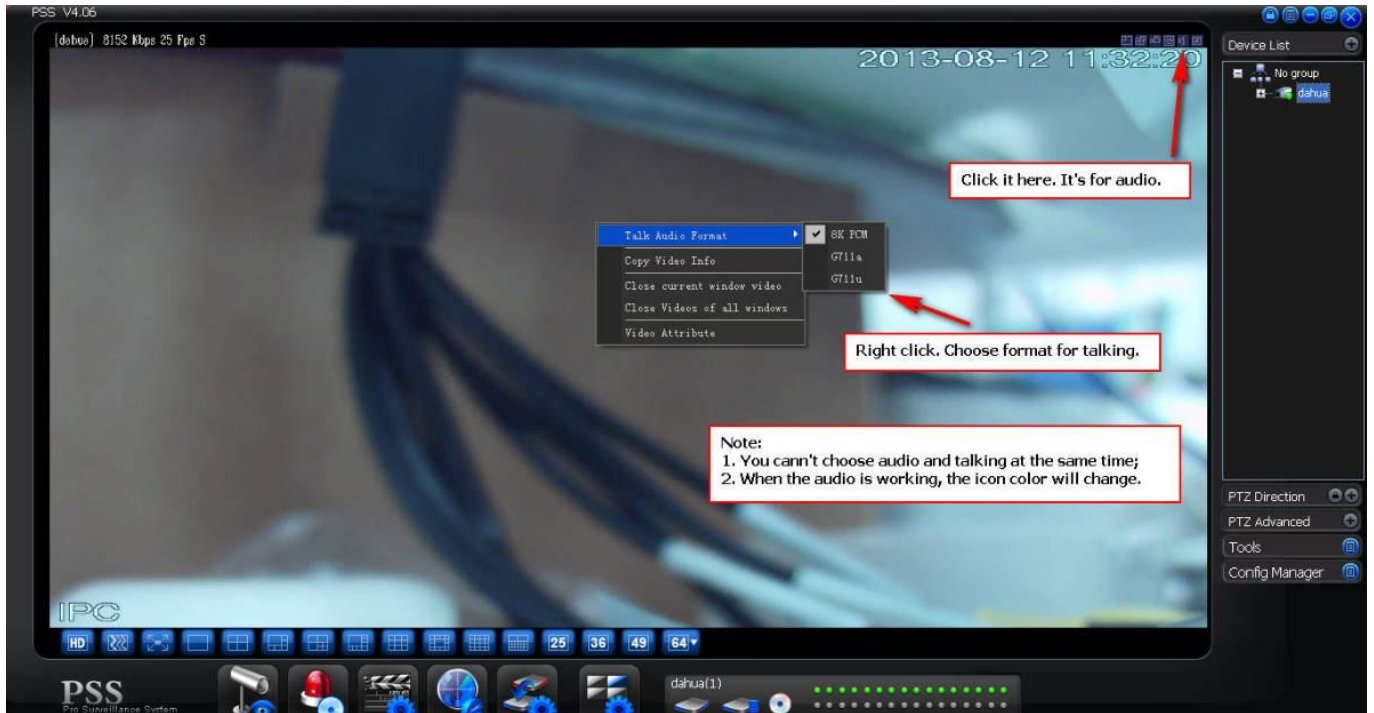 PSS V4.06
(dahua) 8152 Kbps 25 Fps S
2013-08-12 11:32:20
Device List
No group
dahua
Click it here. It's for audio.
Talk Audio Format
8K PCM
G711a
G711u
Copy Video Info
Close current window video
Close Videos of all windows
Video Attribute
Right click. Choose format for talking.
Note:
1. You cann't choose audio and talking at the same time;
2. When the audio is working, the icon color will change.
PTZ Direction
PTZ Advanced
Tools
Config Manager
IPC
HD 25 36 49 64
PSS
Pro Surveillance System
dahua(1)